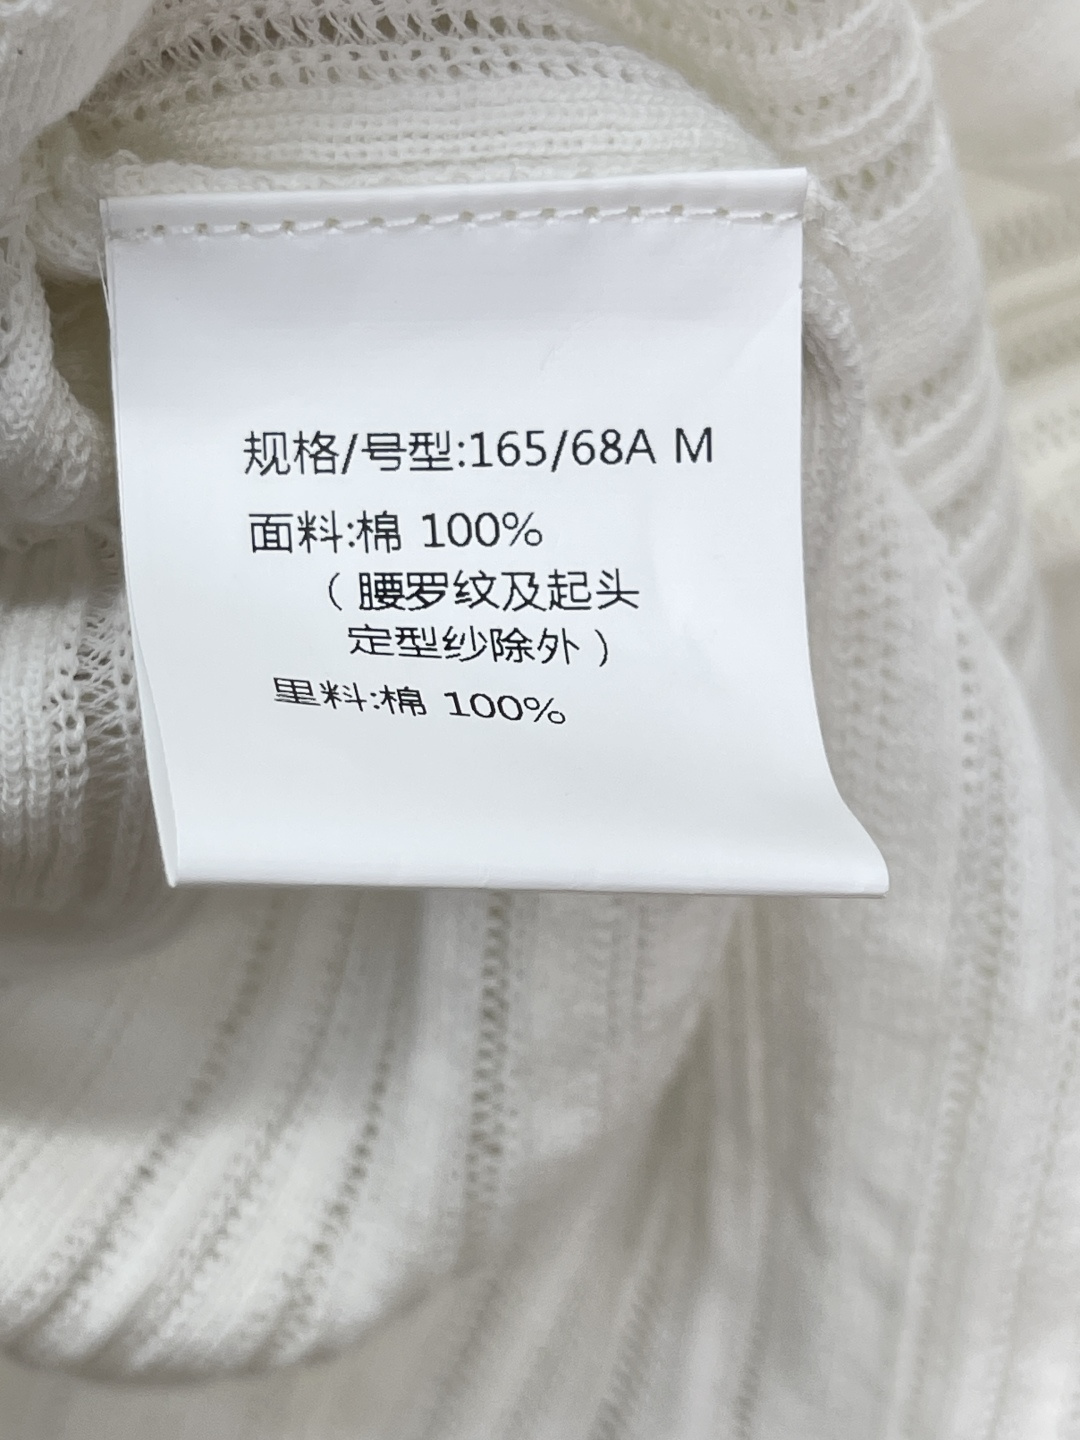 规格/号型:165/68A M
面料:棉 100%
（腰罗纹及起头
定型纱除外）
里料:棉 100%